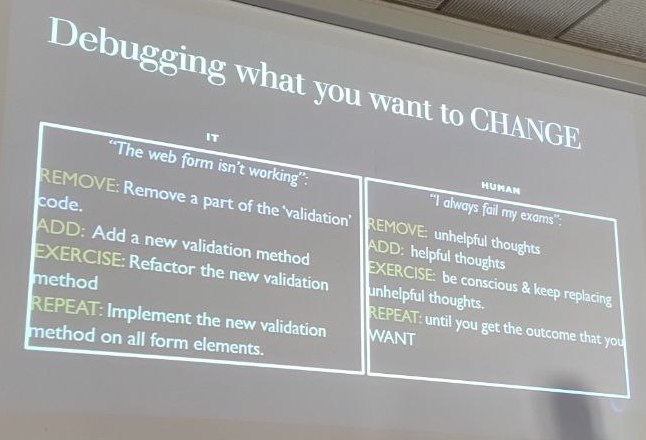 Debugging what you want to CHANGE
IT
"The web form isn't working":
REMOVE: Remove a part of the 'validation'
code.
ADD: Add a new validation method
EXERCISE: Refactor the new validation
method
REPEAT: Implement the new validation
method on all form elements.
HUMAN
"I always fail my exams":
REMOVE: unhelpful thoughts
ADD: helpful thoughts
EXERCISE: be conscious & keep replacing
unhelpful thoughts.
REPEAT: until you get the outcome that you
WANT